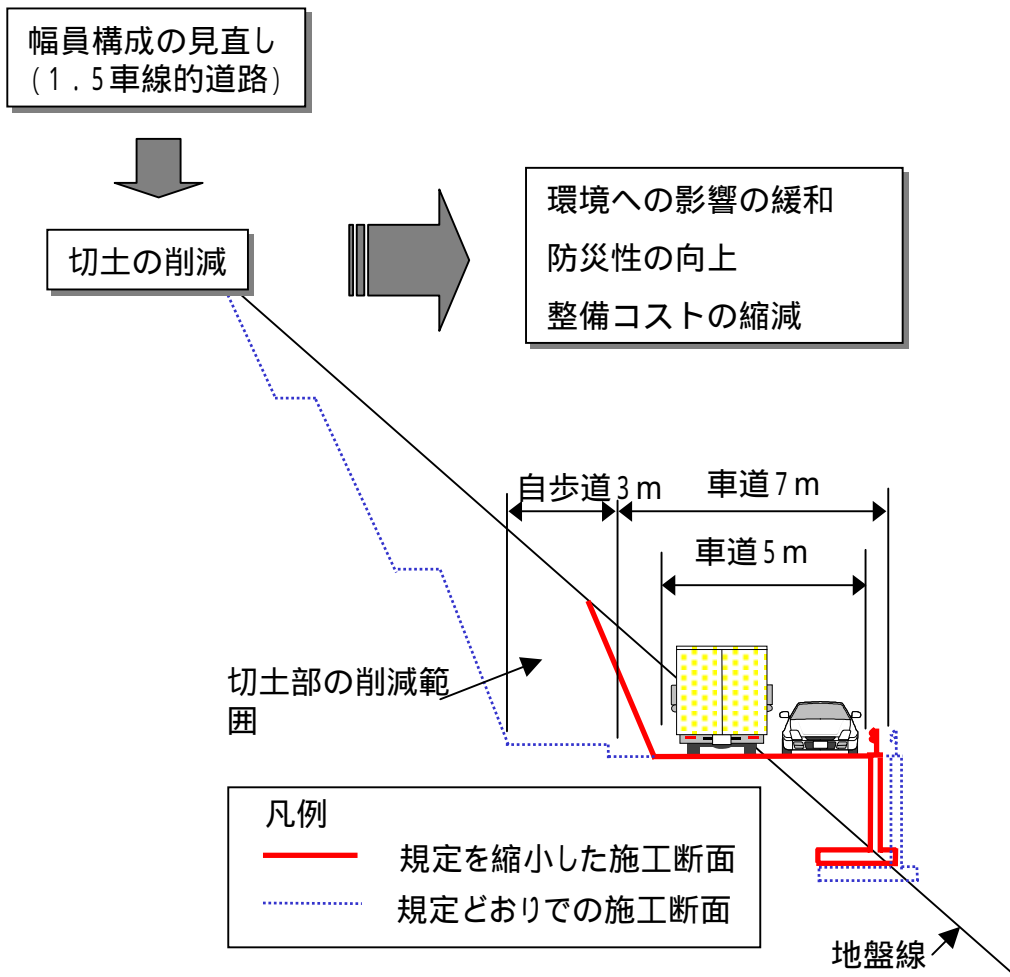 幅員構成の見直し
(１.５車線的道路)
切土の削減
環境への影響の緩和
防災性の向上
整備コストの縮減
自歩道3m
車道7m
車道5m
切土部の削減範
囲
凡例
規定を縮小した施工断面
規定どおりでの施工断面
地盤線